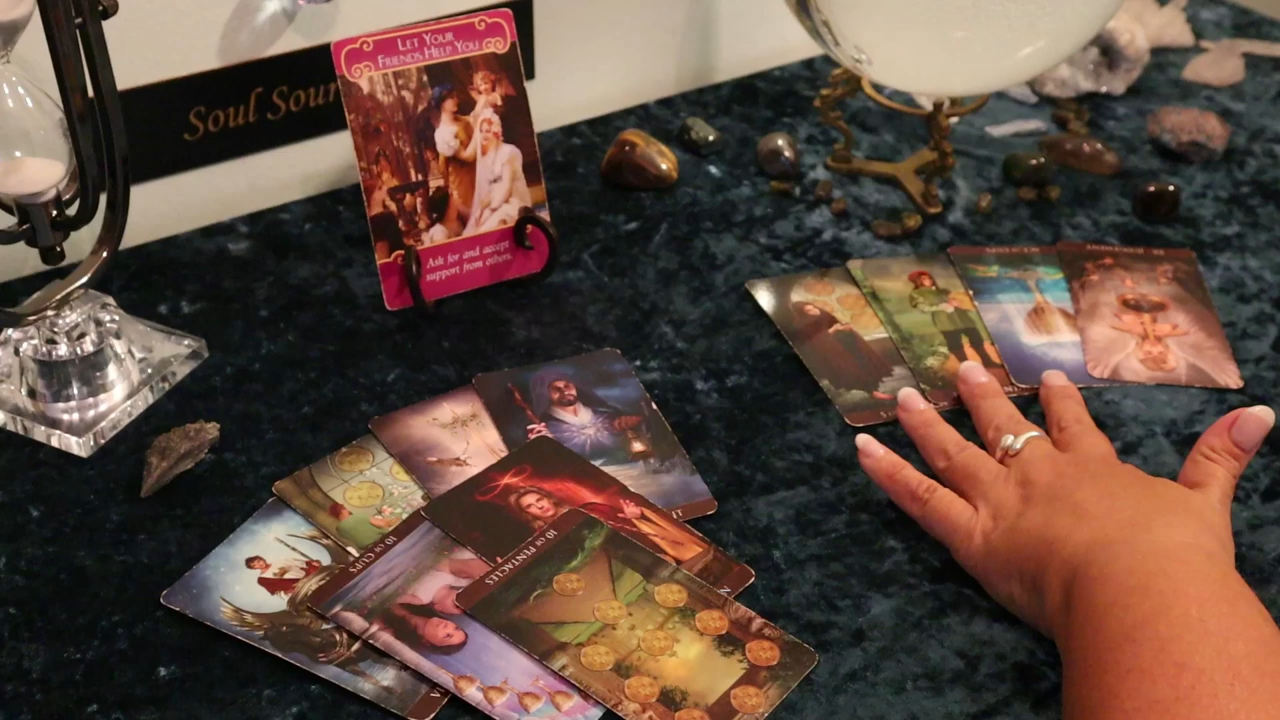 Soul Sour
LET YOUR
FRIENDS HELP YOU
Ask for and accept
support from others.
10 OF CUPS
10 OF PENTACLES